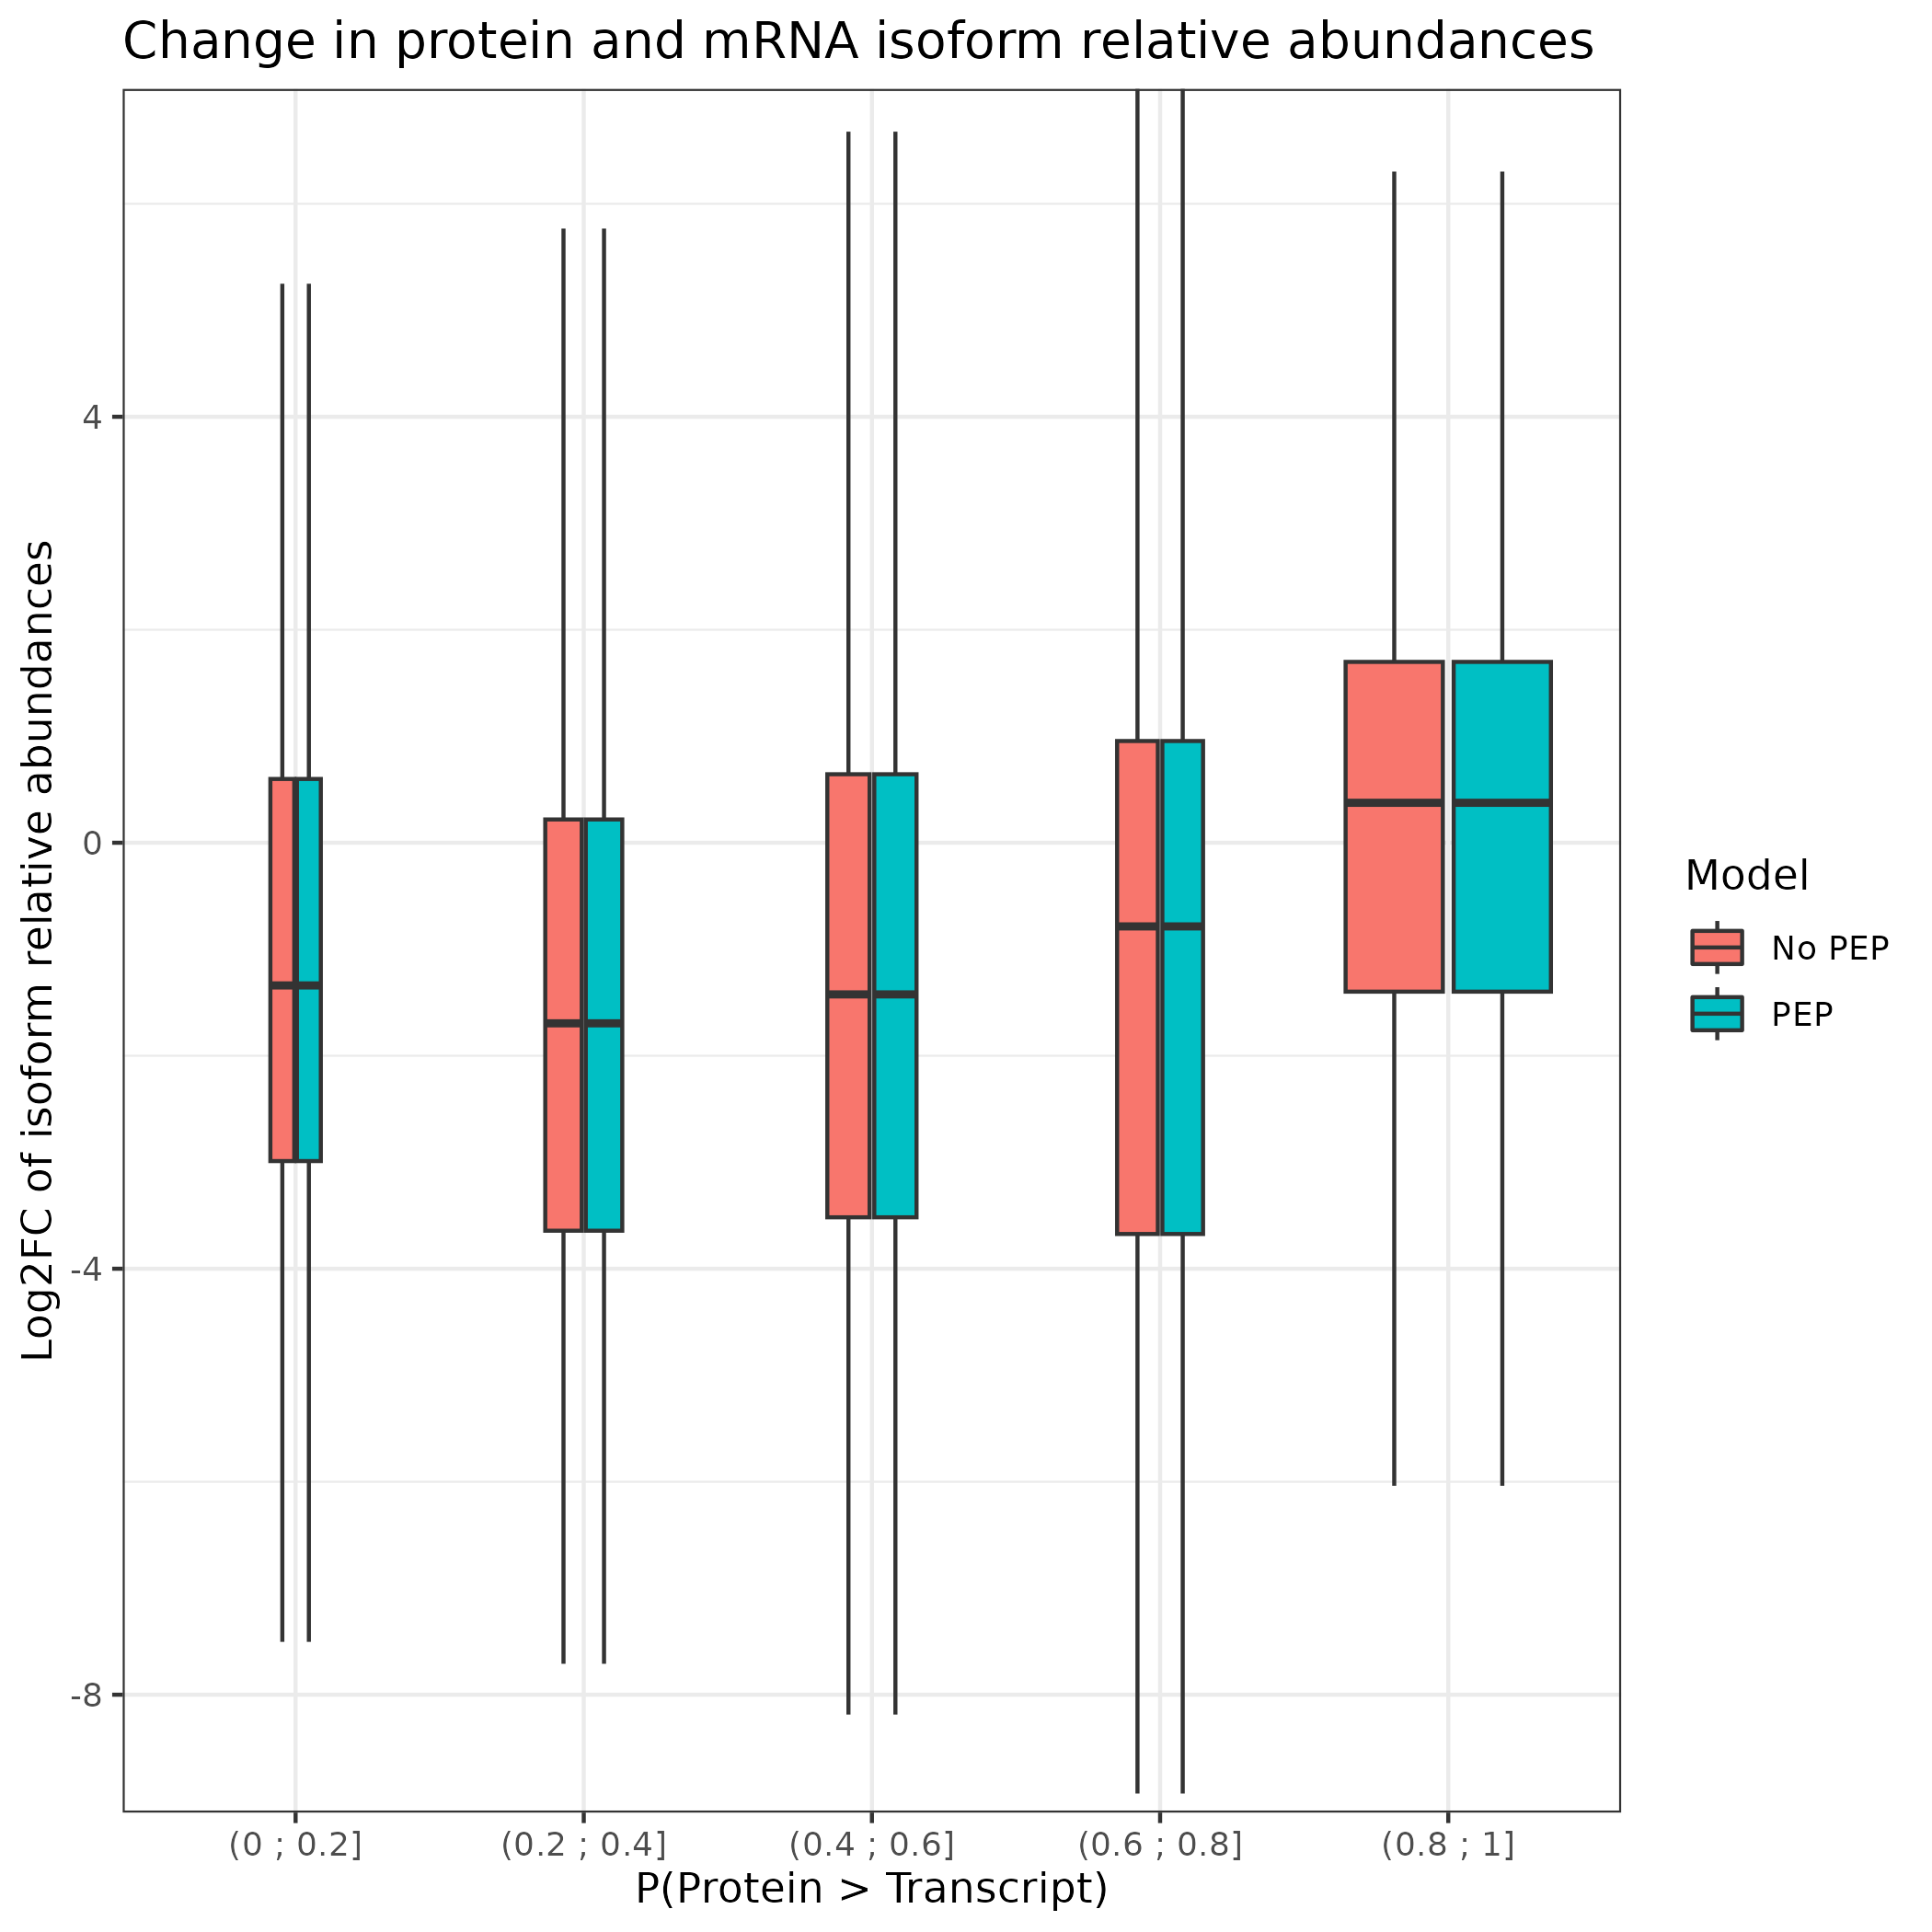 Change in protein and mRNA isoform relative abundances
Log2FC of isoform relative abundances
4
0
-4
-8
(0 ; 0.2]
(0.2 ; 0.4]
(0.4 ; 0.6]
(0.6 ; 0.8]
(0.8 ; 1]
P(Protein > Transcript)
Model
No PEP
PEP